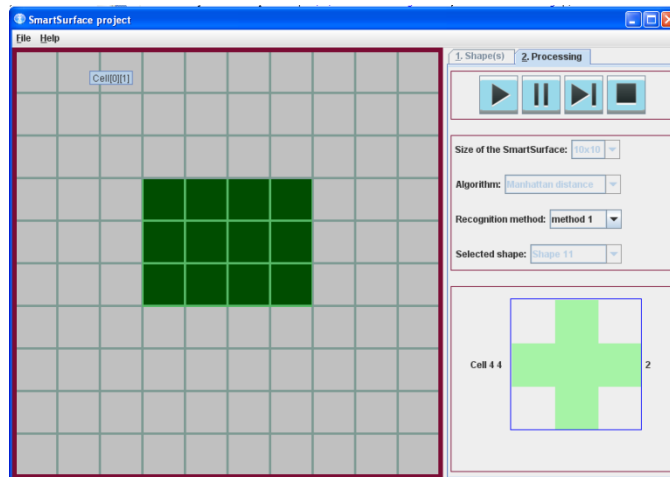 SmartSurface project
File Help
Cell[0][1]
1. Shape(s) 2. Processing
Size of the SmartSurface: 10x10
Algorithm: Manhattan distance
Recognition method: method 1
Selected shape: Shape 11
Cell 4 4 2